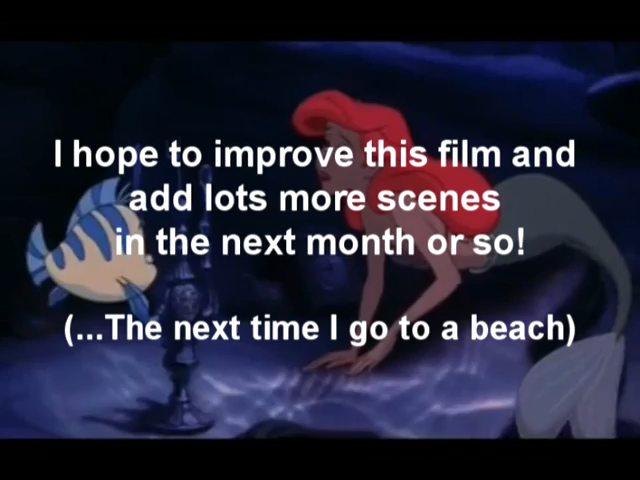 I hope to improve this film and
add lots more scenes
in the next month or so!
(...The next time I go to a beach)